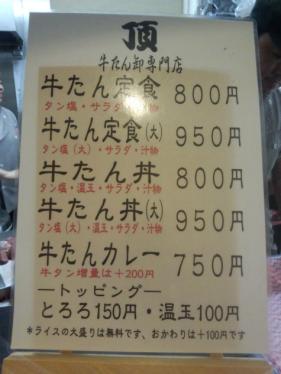 頂
牛たん卸専門店
牛たん定食 800円
タン塩・サラダ・汁物
牛たん定食(大) 950円
タン塩(大)・サラダ・汁物
牛たん丼 800円
タン塩・温玉・サラダ・汁物
牛たん丼(大) 950円
タン塩(大)・温玉・サラダ・汁物
牛たんカレー 750円
牛タン増量は+200円
―トッピング―
とろろ150円・温玉100円
*ライスの大盛りは無料です、おかわりは+100円です